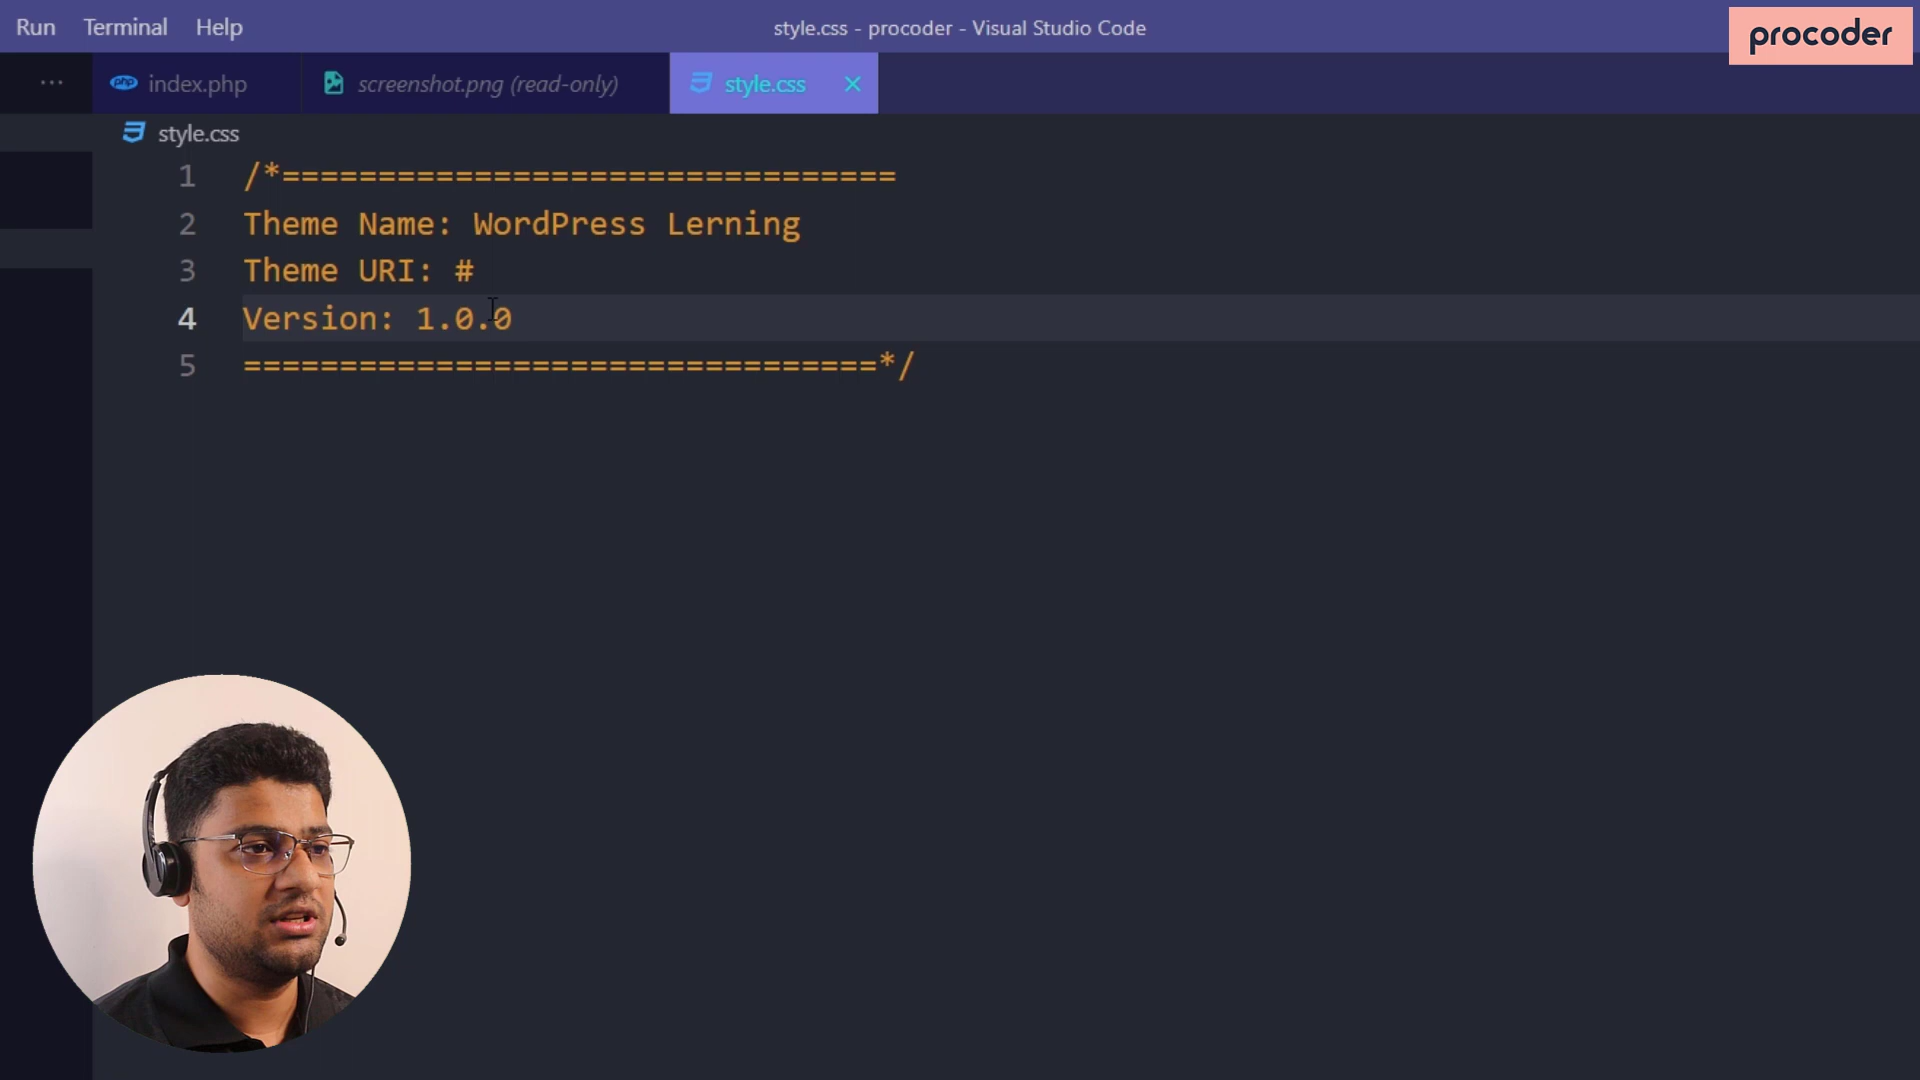 Run Terminal Help
style.css - procoder - Visual Studio Code
procoder
index.php
screenshot.png (read-only)
style.css
style.css
1 /*================================
2 Theme Name: WordPress Lerning
3 Theme URI: #
4 Version: 1.0.0
5 =================================*/